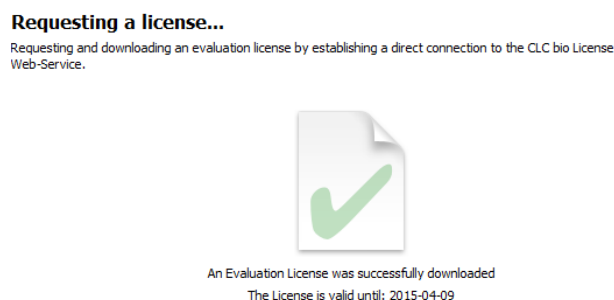 Requesting a license...
Requesting and downloading an evaluation license by establishing a direct connection to the CLC bio License
Web-Service.
An Evaluation License was successfully downloaded
The License is valid until: 2015-04-09